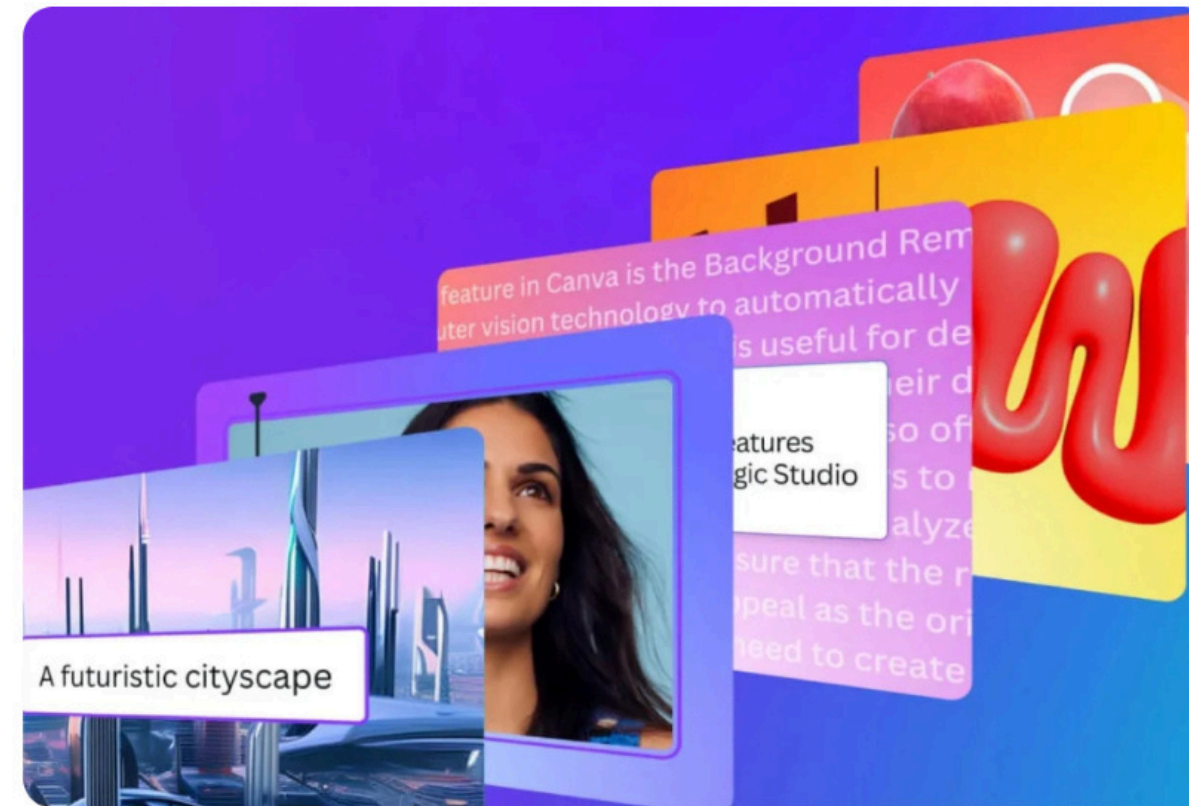 feature in Canva is the Background Rem
uter vision technology to automatically
is useful for de
eir d
so off
s to
alyze
sure that the r
ppeal as the ori
need to create
eatures
gic Studio
A futuristic cityscape